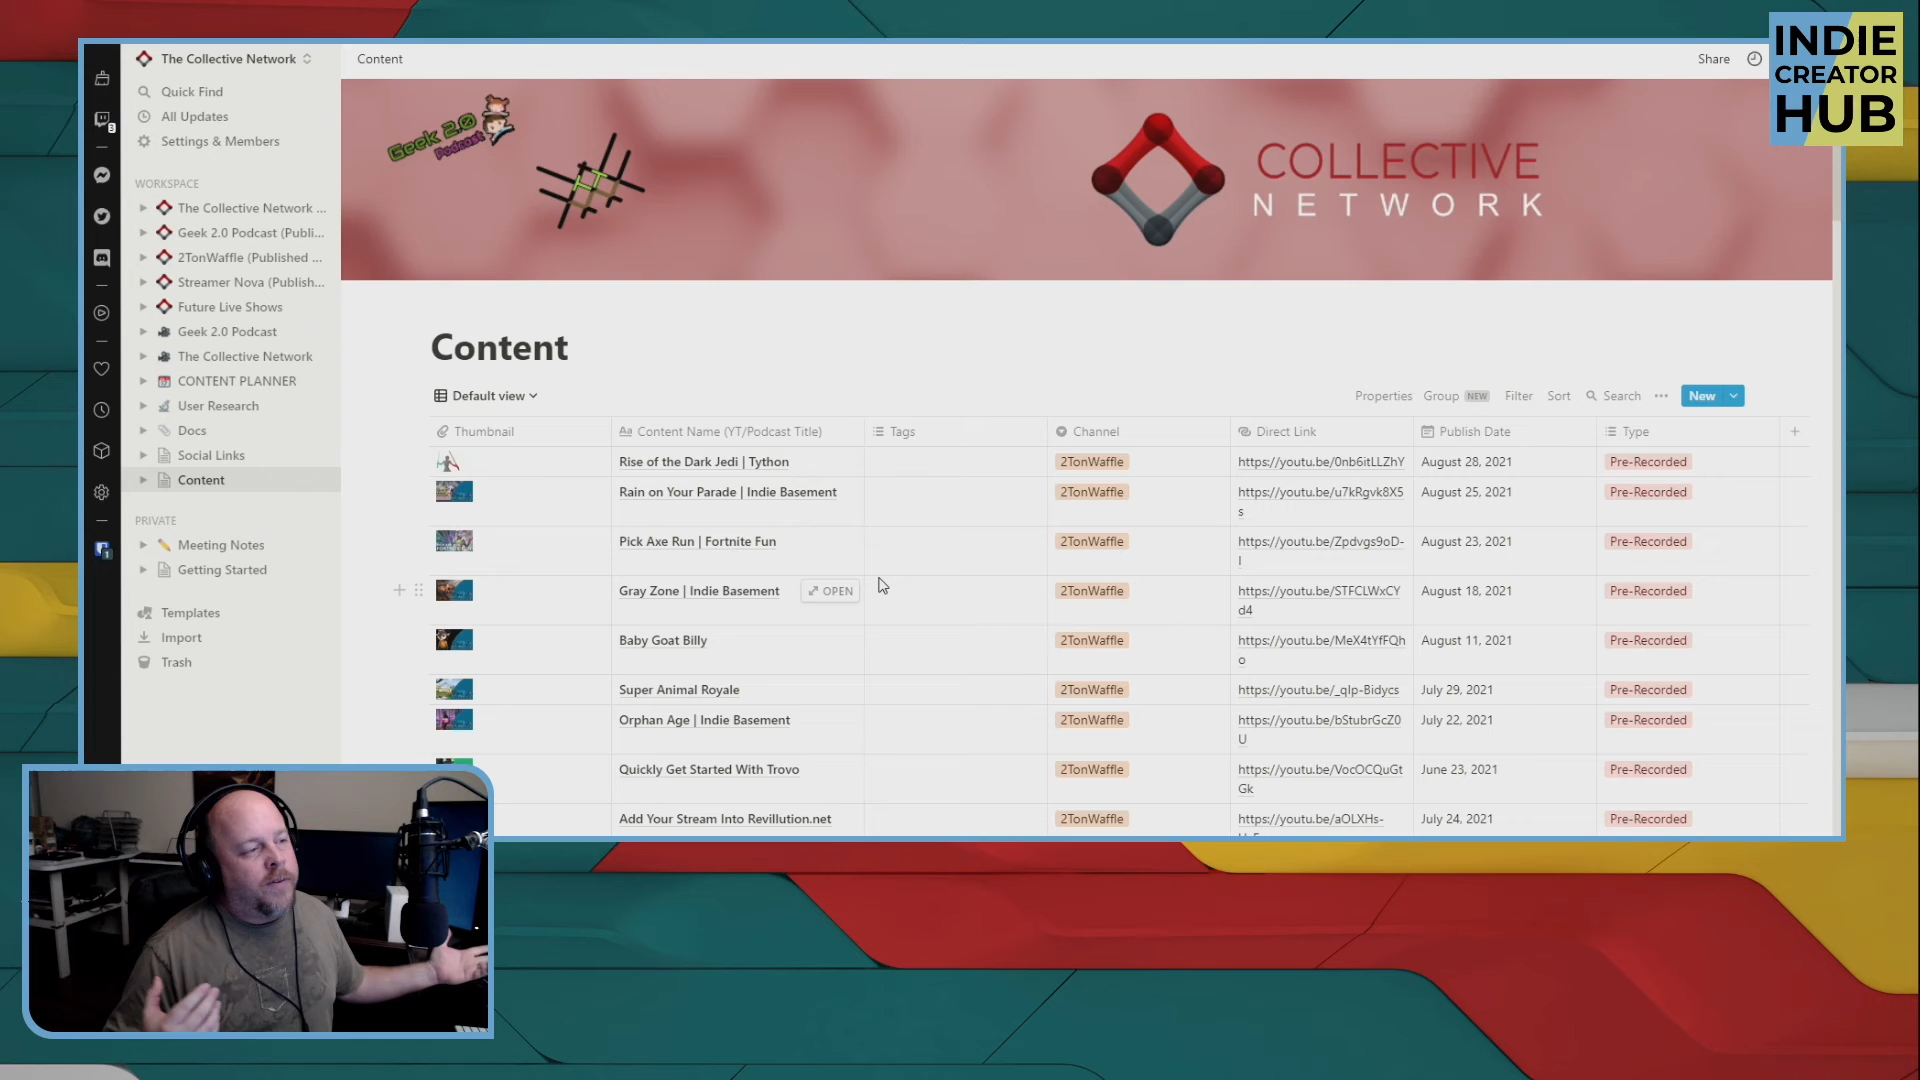 INDIE
CREATOR
HUB
The Collective Network
Content
Share
Quick Find
All Updates
Settings & Members
WORKSPACE
The Collective Network ...
Geek 2.0 Podcast (Publi...
2TonWaffle (Published ...
Streamer Nova (Publish...
Future Live Shows
Geek 2.0 Podcast
The Collective Network
CONTENT PLANNER
User Research
Docs
Social Links
Content
PRIVATE
Meeting Notes
Getting Started
Templates
Import
Trash
3
1
Geek 2.0
Podcast
HT
COLLECTIVE
NETWORK
Content
Default view
Properties Group NEW Filter Sort Search ... New
Thumbnail Content Name (YT/Podcast Title) Tags Channel Direct Link Publish Date Type
Rise of the Dark Jedi | Tython 2TonWaffle https://youtu.be/0nb6itLLZhY August 28, 2021 Pre-Recorded
Rain on Your Parade | Indie Basement 2TonWaffle https://youtu.be/u7kRgvk8X5 August 25, 2021 Pre-Recorded
s
Pick Axe Run | Fortnite Fun 2TonWaffle https://youtu.be/Zpdvgs9oD- August 23, 2021 Pre-Recorded
I
Gray Zone | Indie Basement OPEN 2TonWaffle https://youtu.be/STFCLWxCY August 18, 2021 Pre-Recorded
d4
Baby Goat Billy 2TonWaffle https://youtu.be/MeX4tYfFQh August 11, 2021 Pre-Recorded
o
Super Animal Royale 2TonWaffle https://youtu.be/_qIp-Bidycs July 29, 2021 Pre-Recorded
Orphan Age | Indie Basement 2TonWaffle https://youtu.be/bStubrGcZ0 July 22, 2021 Pre-Recorded
U
Quickly Get Started With Trovo 2TonWaffle https://youtu.be/VocOCQuGt June 23, 2021 Pre-Recorded
Gk
Add Your Stream Into Revillution.net 2TonWaffle https://youtu.be/aOLXHs- July 24, 2021 Pre-Recorded